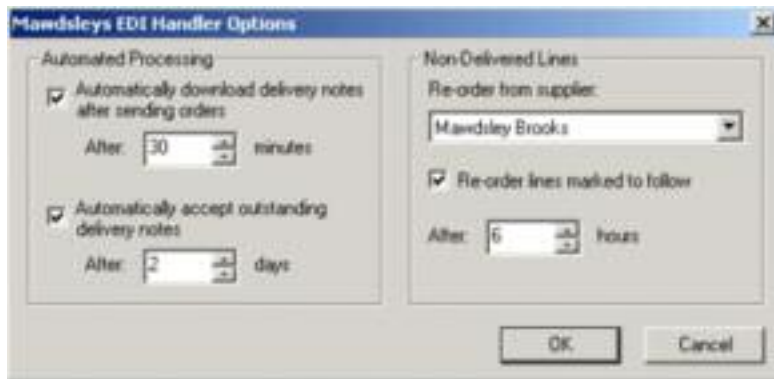 Mawdsleys EDI Handler Options
Automated Processing
Automatically download delivery notes
after sending orders
After: 30 minutes
Automatically accept outstanding
delivery notes
After: 2 days
Non-Delivered Lines
Re-order from supplier:
Mawdsley Brooks
Re-order lines marked to follow
After: 6 hours
OK
Cancel